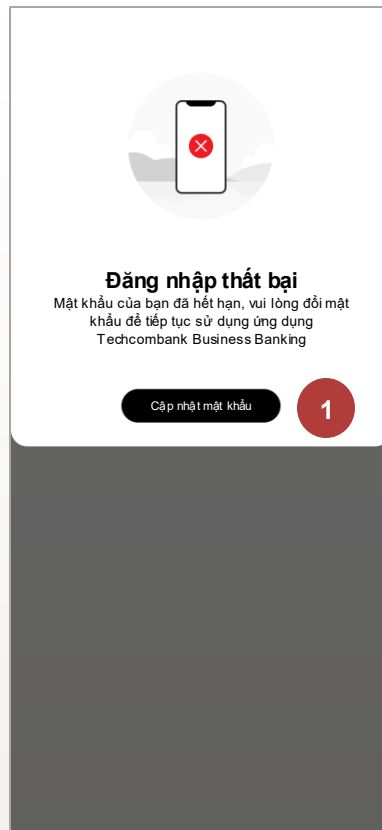 Đăng nhập thất bại
Mật khẩu của bạn đã hết hạn, vui lòng đổi mật
khẩu để tiếp tục sử dụng ứng dụng
Techcombank Business Banking
Cập nhật mật khẩu
1